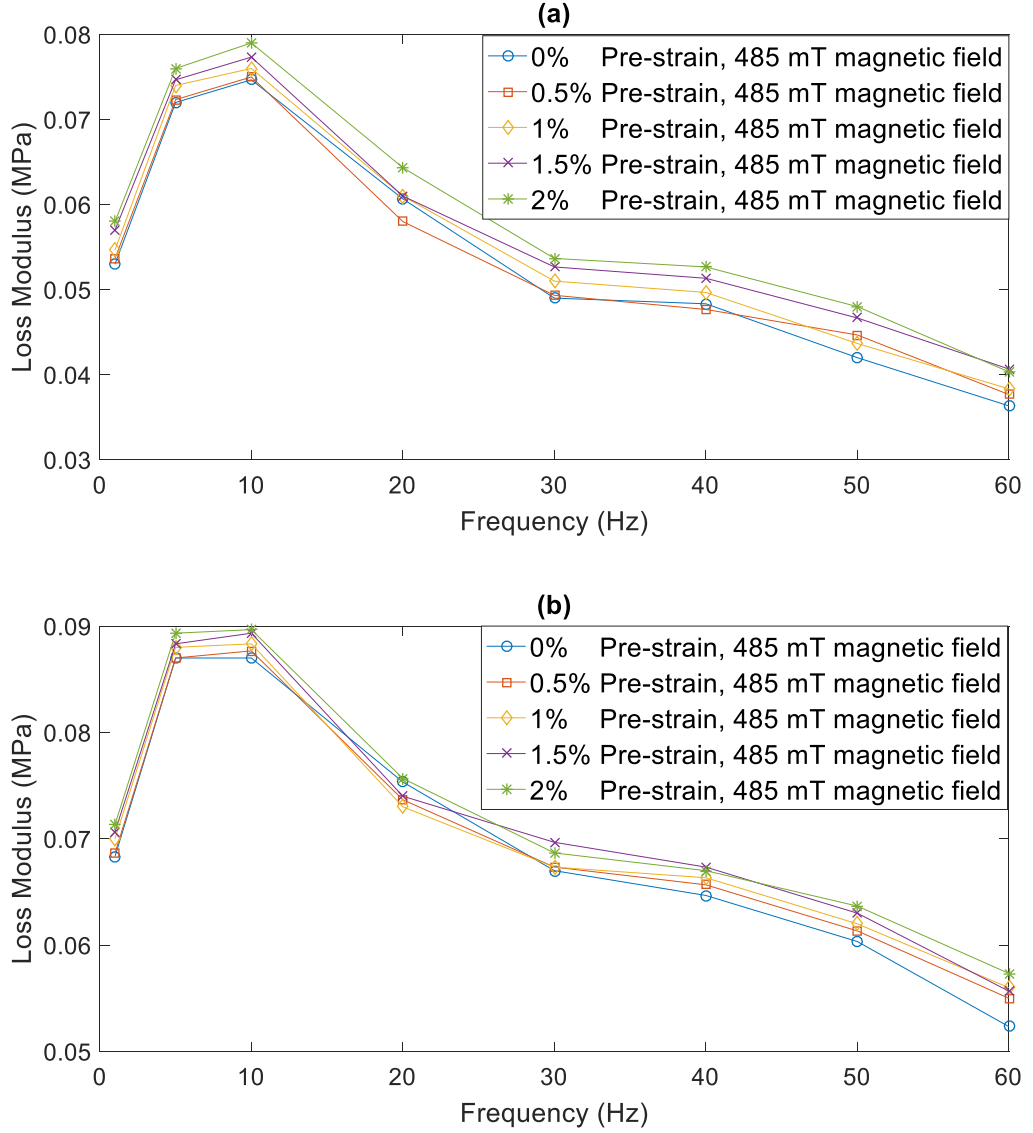 (a)
0.08
0.07
0.06
0.05
0.04
0.03
Loss Modulus (MPa)
0% Pre-strain, 485 mT magnetic field
0.5% Pre-strain, 485 mT magnetic field
1% Pre-strain, 485 mT magnetic field
1.5% Pre-strain, 485 mT magnetic field
2% Pre-strain, 485 mT magnetic field
0 10 20 30 40 50 60
Frequency (Hz)
(b)
0.09
0.08
0.07
0.06
0.05
Loss Modulus (MPa)
0% Pre-strain, 485 mT magnetic field
0.5% Pre-strain, 485 mT magnetic field
1% Pre-strain, 485 mT magnetic field
1.5% Pre-strain, 485 mT magnetic field
2% Pre-strain, 485 mT magnetic field
0 10 20 30 40 50 60
Frequency (Hz)